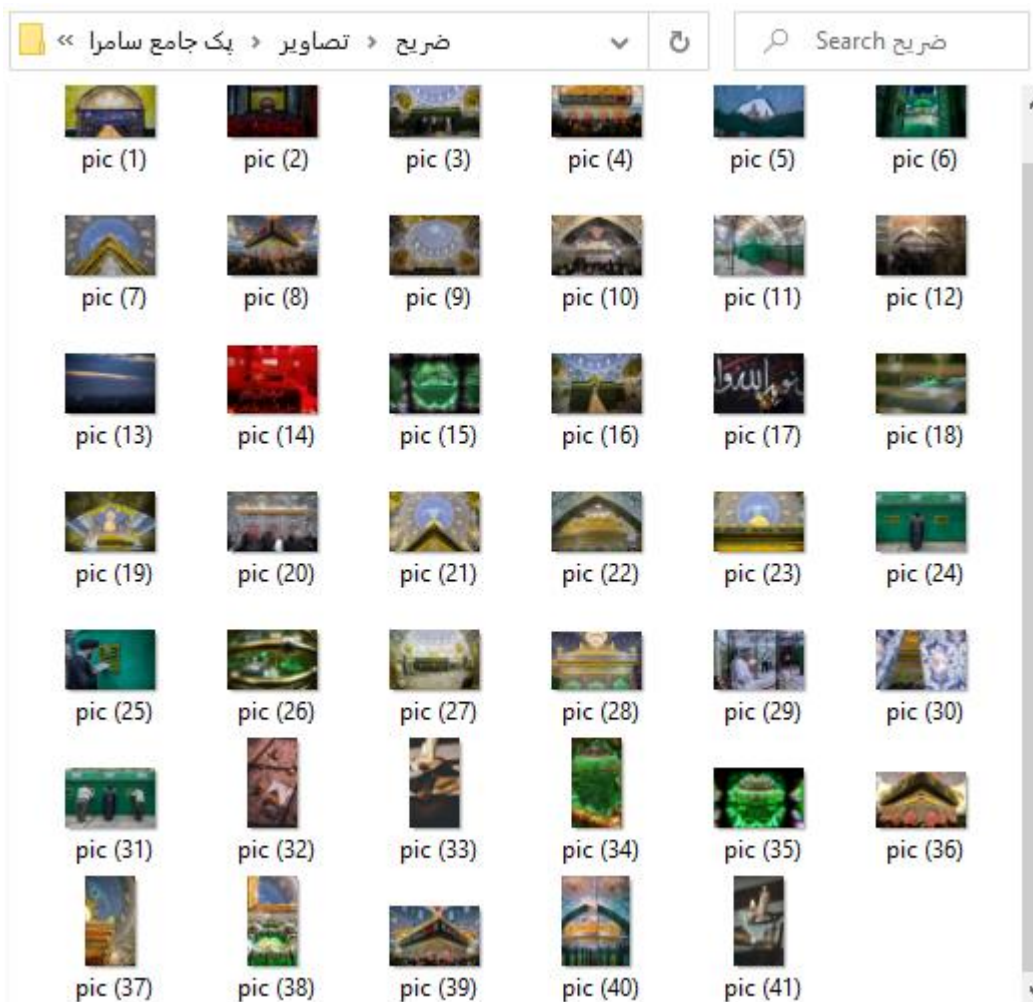 « پک جامع سامرا › تصاویر › ضریح
Search ضریح
pic (1) pic (2) pic (3) pic (4) pic (5) pic (6)
pic (7) pic (8) pic (9) pic (10) pic (11) pic (12)
pic (13) pic (14) pic (15) pic (16) pic (17) pic (18)
pic (19) pic (20) pic (21) pic (22) pic (23) pic (24)
pic (25) pic (26) pic (27) pic (28) pic (29) pic (30)
pic (31) pic (32) pic (33) pic (34) pic (35) pic (36)
pic (37) pic (38) pic (39) pic (40) pic (41)